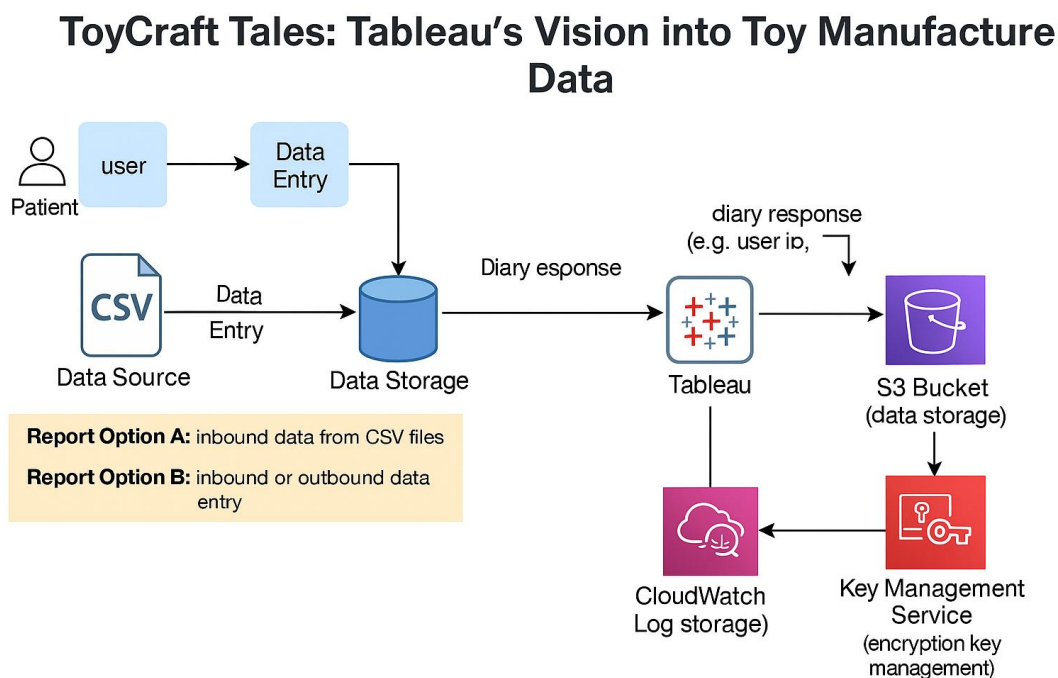 ToyCraft Tales: Tableau's Vision into Toy Manufacture
Data
user
Data
Entry
Patient
diary response
(e.g. user ip,
Diary esponse
CSV
Data
Entry
Data Source
Data Storage
Tableau
S3 Bucket
(data storage)
Report Option A: inbound data from CSV files
Report Option B: inbound or outbound data
entry
CloudWatch
Log storage)
Key Management
Service
(encryption key
management)